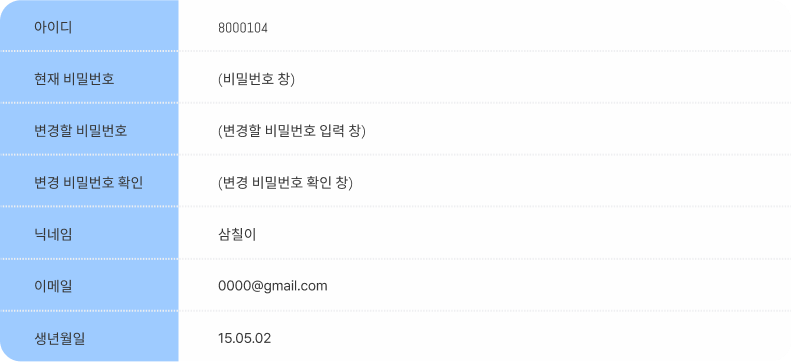 아이디 8000104
현재 비밀번호 (비밀번호 창)
변경할 비밀번호 (변경할 비밀번호 입력 창)
변경 비밀번호 확인 (변경 비밀번호 확인 창)
닉네임 삼칠이
이메일 0000@gmail.com
생년월일 15.05.02